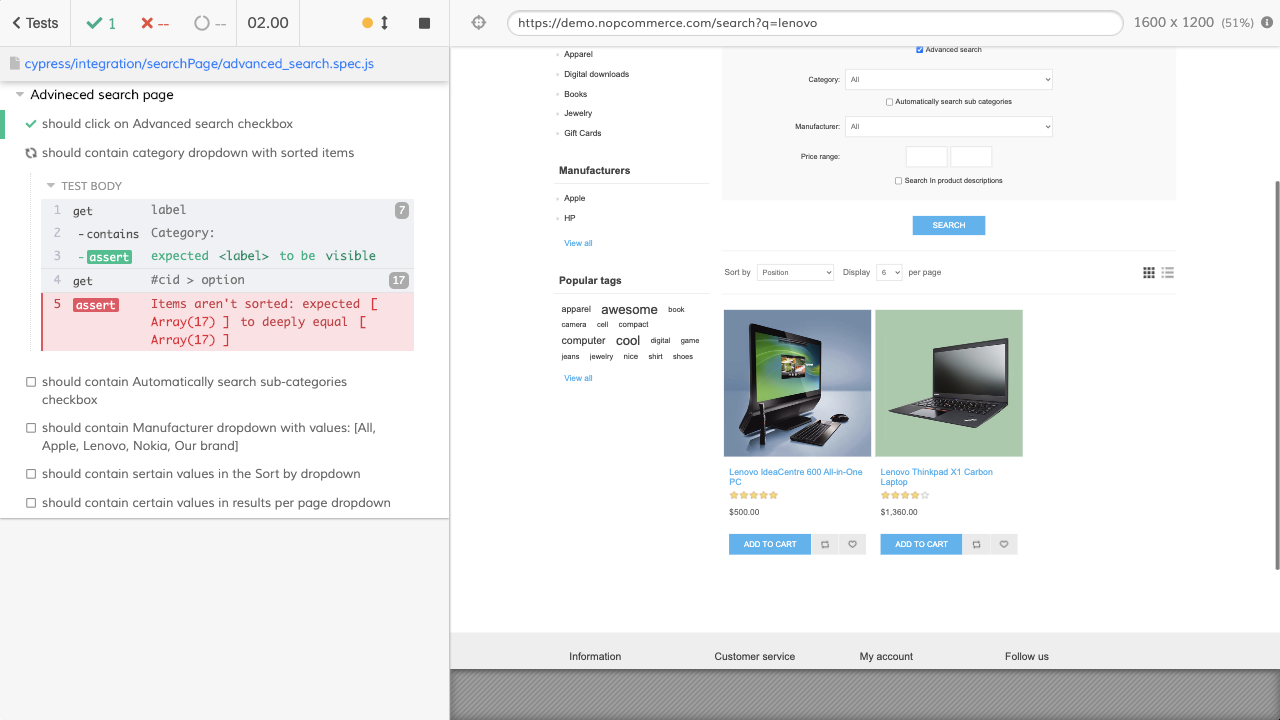 Tests
1
--
--
02.00
https://demo.nopcommerce.com/search?q=lenovo
1600 x 1200 (51%)
cypress/integration/searchPage/advanced_search.spec.js
Advineced search page
should click on Advanced search checkbox
should contain category dropdown with sorted items
TEST BODY
1 get label 7
2 - contains Category:
3 - assert expected <label> to be visible
4 get #cid > option 17
5 assert Items aren't sorted: expected [
Array(17) ] to deeply equal [
Array(17) ]
should contain Automatically search sub-categories
checkbox
should contain Manufacturer dropdown with values: [All,
Apple, Lenovo, Nokia, Our brand]
should contain sertain values in the Sort by dropdown
should contain certain values in results per page dropdown
Apparel
Digital downloads
Books
Jewelry
Gift Cards
Manufacturers
Apple
HP
View all
Popular tags
apparel awesome book
camera cell compact
computer cool digital game
jeans jewelry nice shirt shoes
View all
Advanced search
Category: All
Automatically search sub categories
Manufacturer: All
Price range:
Search In product descriptions
SEARCH
Sort by Position Display 6 per page
Lenovo IdeaCentre 600 All-in-One
PC
$500.00
ADD TO CART
Lenovo Thinkpad X1 Carbon
Laptop
$1,360.00
ADD TO CART
Information Customer service My account Follow us